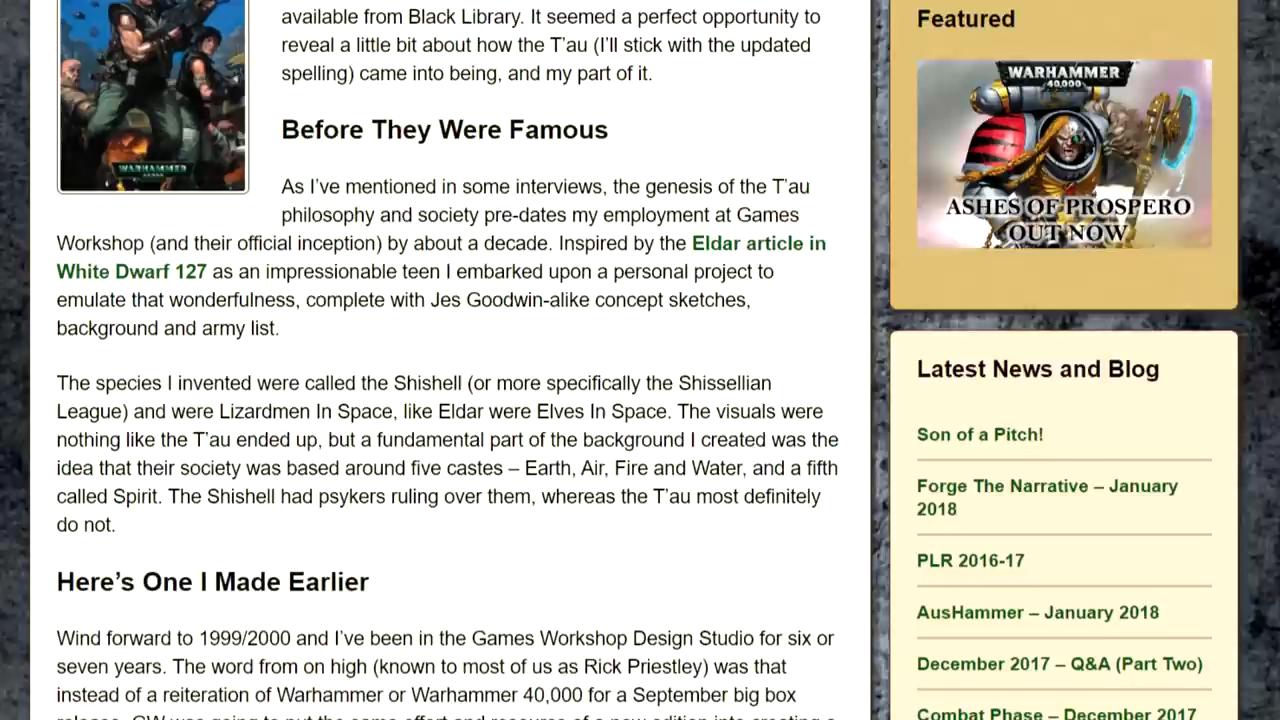 available from Black Library. It seemed a perfect opportunity to
reveal a little bit about how the T’au (I’ll stick with the updated
spelling) came into being, and my part of it.
WARHAMMER
Before They Were Famous
As I’ve mentioned in some interviews, the genesis of the T’au
philosophy and society pre-dates my employment at Games
Workshop (and their official inception) by about a decade. Inspired by the Eldar article in
White Dwarf 127 as an impressionable teen I embarked upon a personal project to
emulate that wonderfulness, complete with Jes Goodwin-alike concept sketches,
background and army list.
The species I invented were called the Shishell (or more specifically the Shissellian
League) and were Lizardmen In Space, like Eldar were Elves In Space. The visuals were
nothing like the T’au ended up, but a fundamental part of the background I created was the
idea that their society was based around five castes – Earth, Air, Fire and Water, and a fifth
called Spirit. The Shishell had psykers ruling over them, whereas the T’au most definitely
do not.
Here’s One I Made Earlier
Wind forward to 1999/2000 and I’ve been in the Games Workshop Design Studio for six or
seven years. The word from on high (known to most of us as Rick Priestley) was that
instead of a reiteration of Warhammer or Warhammer 40,000 for a September big box
Featured
WARHAMMER
40,000
ASHES OF PROSPERO
OUT NOW
Latest News and Blog
Son of a Pitch!
Forge The Narrative – January
2018
PLR 2016-17
AusHammer – January 2018
December 2017 – Q&A (Part Two)
Combat Phase – December 2017